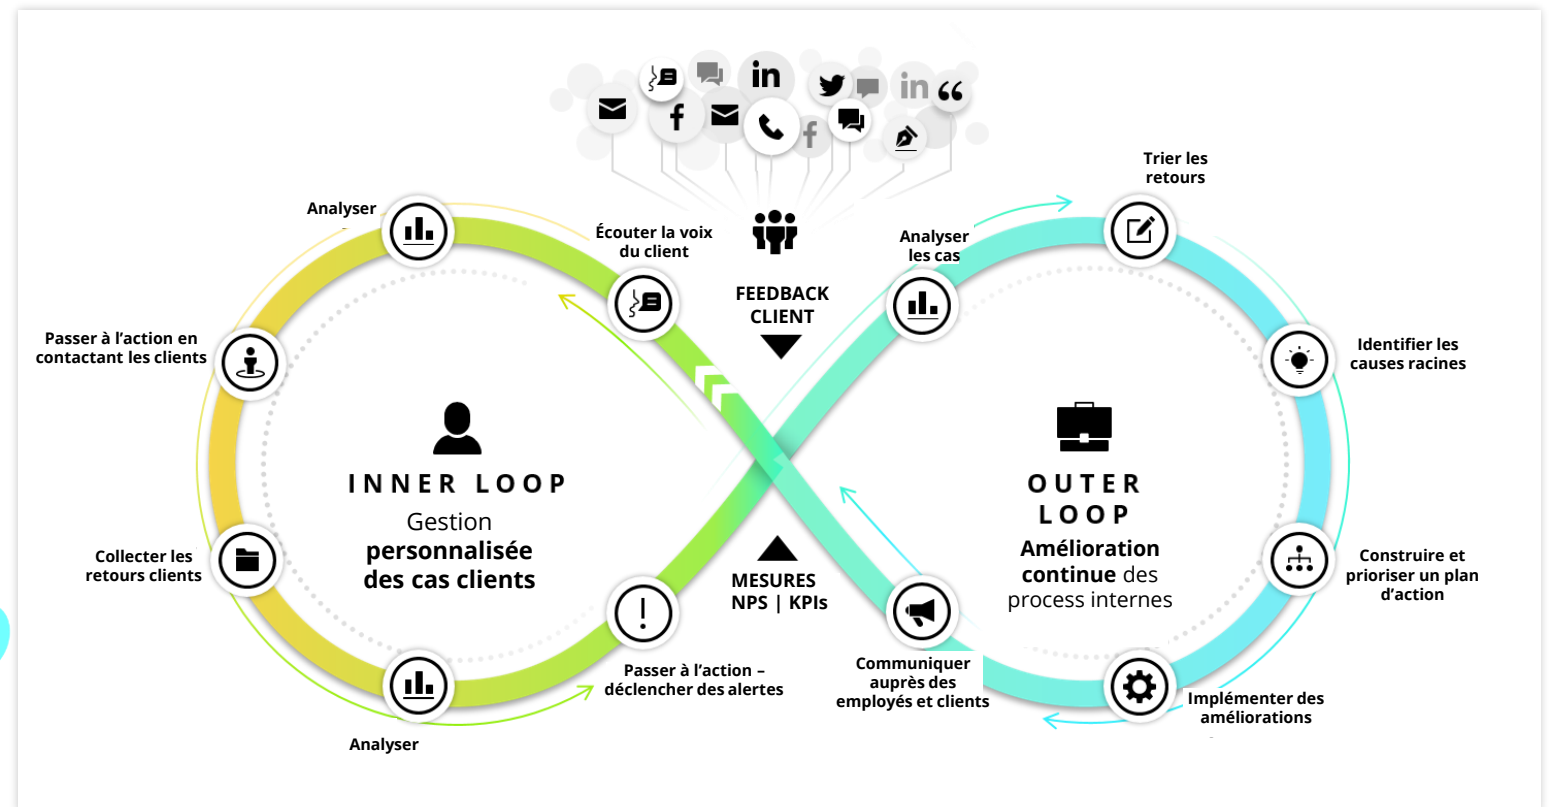 Trier les
retours
Analyser
Écouter la voix
du client
Analyser
les cas
FEEDBACK
CLIENT
Passer à l’action en
contactant les clients
Identifier les
causes racines
INNER LOOP
Gestion
personnalisée
des cas clients
OUTER
LOOP
Amélioration
continue des
process internes
Collecter les
retours clients
MESURES
NPS | KPIs
Construire et
prioriser un plan
d’action
Passer à l’action –
déclencher des alertes
Communiquer
auprès des
employés et clients
Implémenter des
améliorations
Analyser